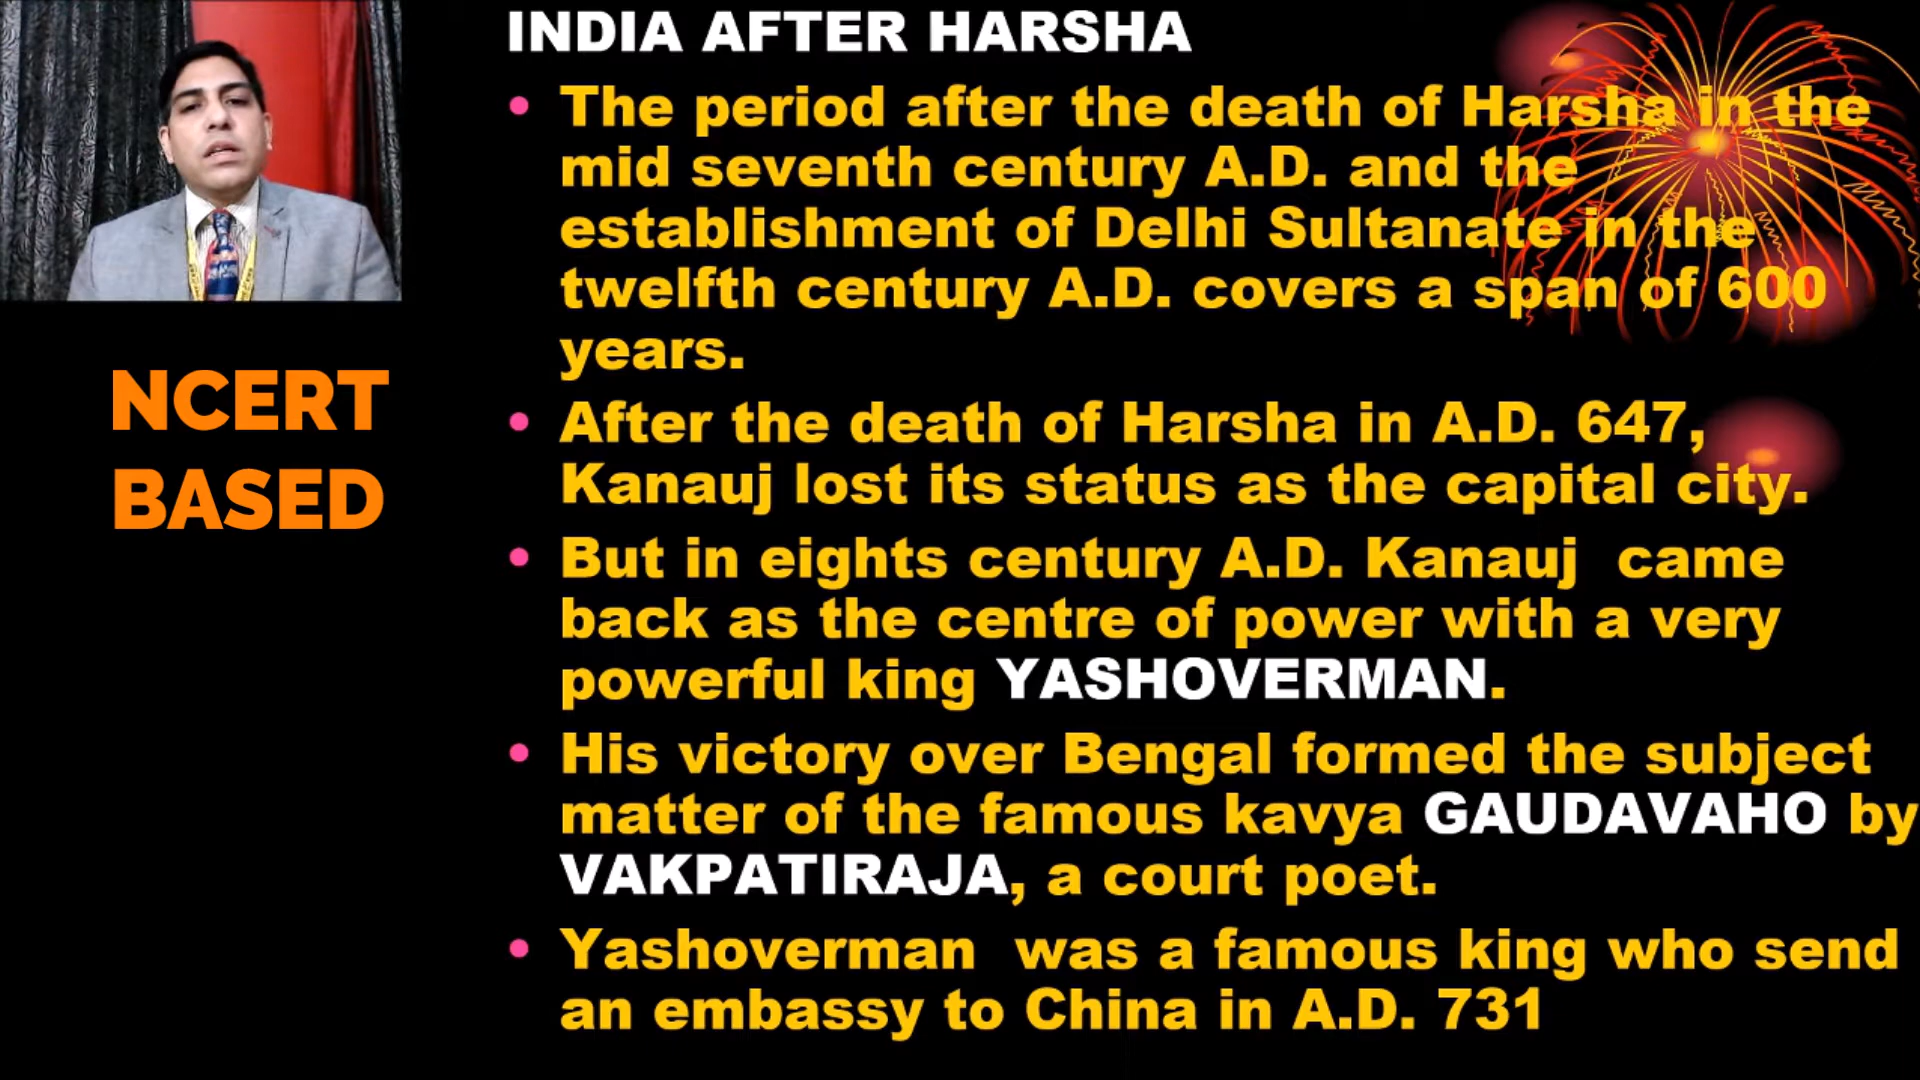 INDIA AFTER HARSHA
• The period after the death of Harsha in the
mid seventh century A.D. and the
establishment of Delhi Sultanate in the
twelfth century A.D. covers a span of 600
years.
• After the death of Harsha in A.D. 647,
Kanauj lost its status as the capital city.
• But in eights century A.D. Kanauj came
back as the centre of power with a very
powerful king YASHOVERMAN.
• His victory over Bengal formed the subject
matter of the famous kavya GAUDAVAHO by
VAKPATIRAJA, a court poet.
• Yashoverman was a famous king who send
an embassy to China in A.D. 731
NCERT
BASED